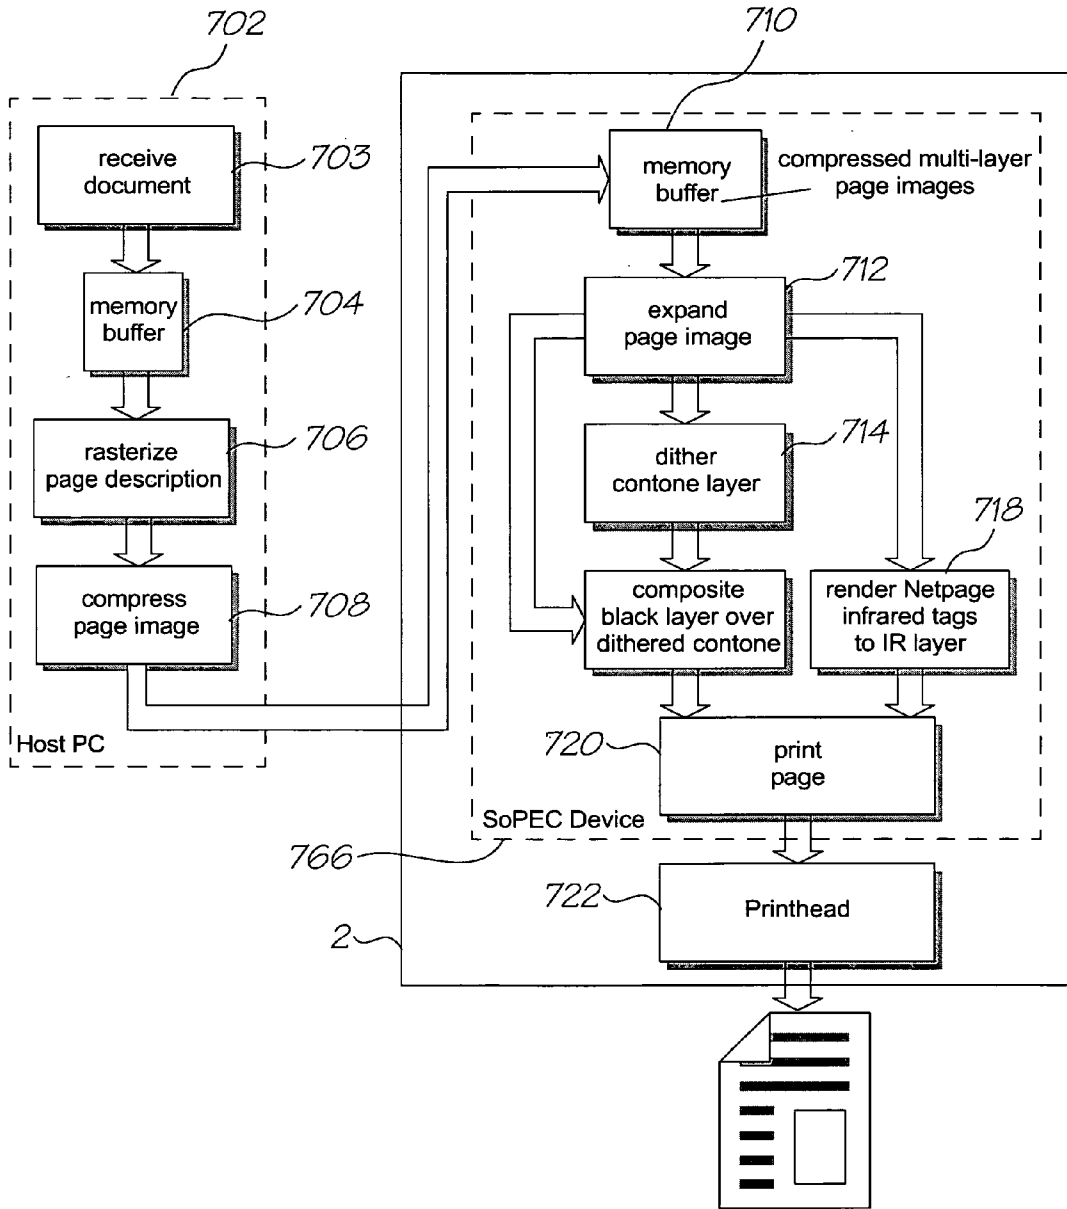 702
710
receive
document
703
memory
buffer
compressed multi-layer
page images
memory
buffer
704
expand
page image
712
rasterize
page description
706
dither
contone layer
714
compress
page image
708
composite
black layer over
dithered contone
718
render Netpage
infrared tags
to IR layer
Host PC
720
print
page
SoPEC Device
766
722
Printhead
2